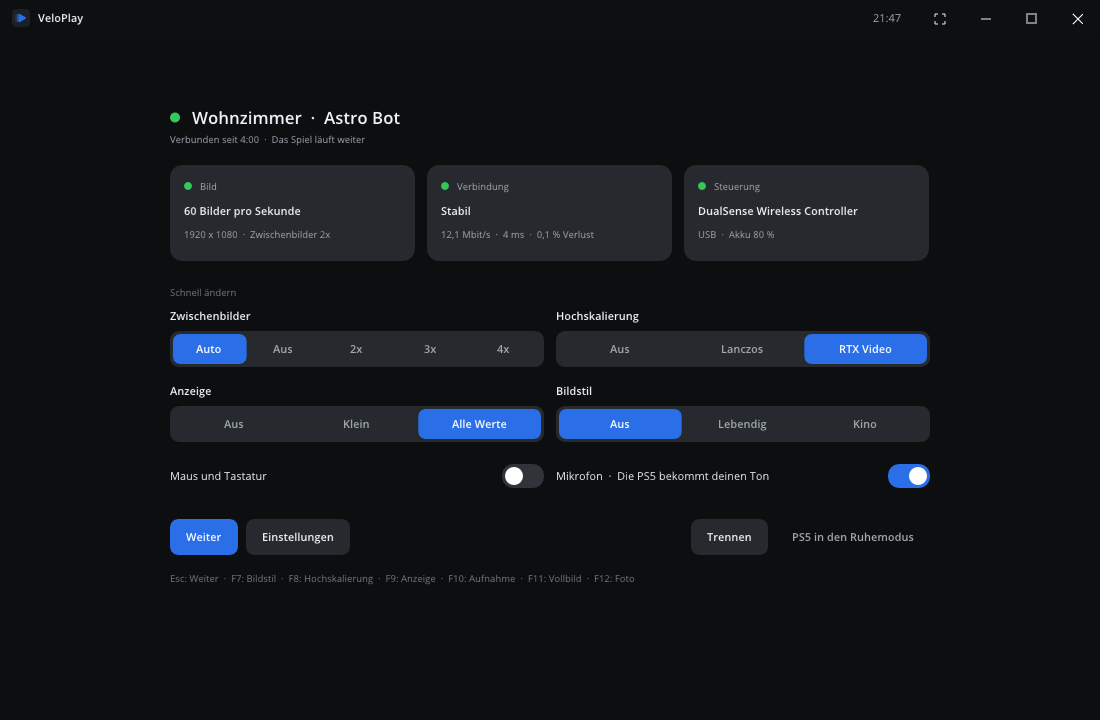 VeloPlay 21:47
Wohnzimmer · Astro Bot
Verbunden seit 4:00 · Das Spiel läuft weiter
Bild
60 Bilder pro Sekunde
1920 x 1080 · Zwischenbilder 2x
Verbindung
Stabil
12,1 Mbit/s · 4 ms · 0,1 % Verlust
Steuerung
DualSense Wireless Controller
USB · Akku 80 %
Schnell ändern
Zwischenbilder
Auto Aus 2x 3x 4x
Hochskalierung
Aus Lanczos RTX Video
Anzeige
Aus Klein Alle Werte
Bildstil
Aus Lebendig Kino
Maus und Tastatur
Mikrofon · Die PS5 bekommt deinen Ton
Weiter Einstellungen Trennen PS5 in den Ruhemodus
Esc: Weiter · F7: Bildstil · F8: Hochskalierung · F9: Anzeige · F10: Aufnahme · F11: Vollbild · F12: Foto